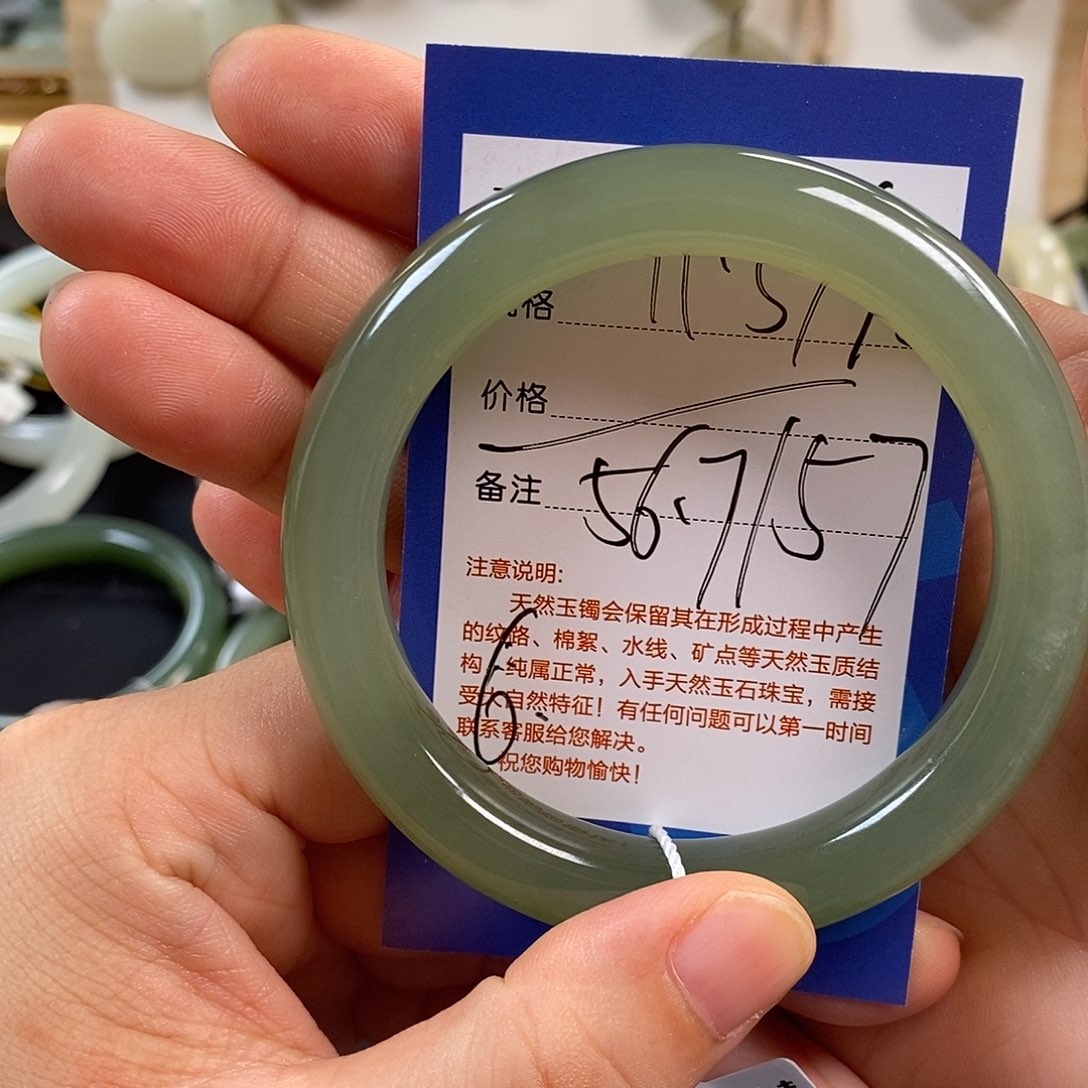 格 11.5/1
价格
备注 56.7/57
注意说明:
天然玉镯会保留其在形成过程中产生
的纹路、棉絮、水线、矿点等天然玉质结
构，纯属正常，入手天然玉石珠宝，需接
受大自然特征！有任何问题可以第一时间
联系客服给您解决。
祝您购物愉快！
6